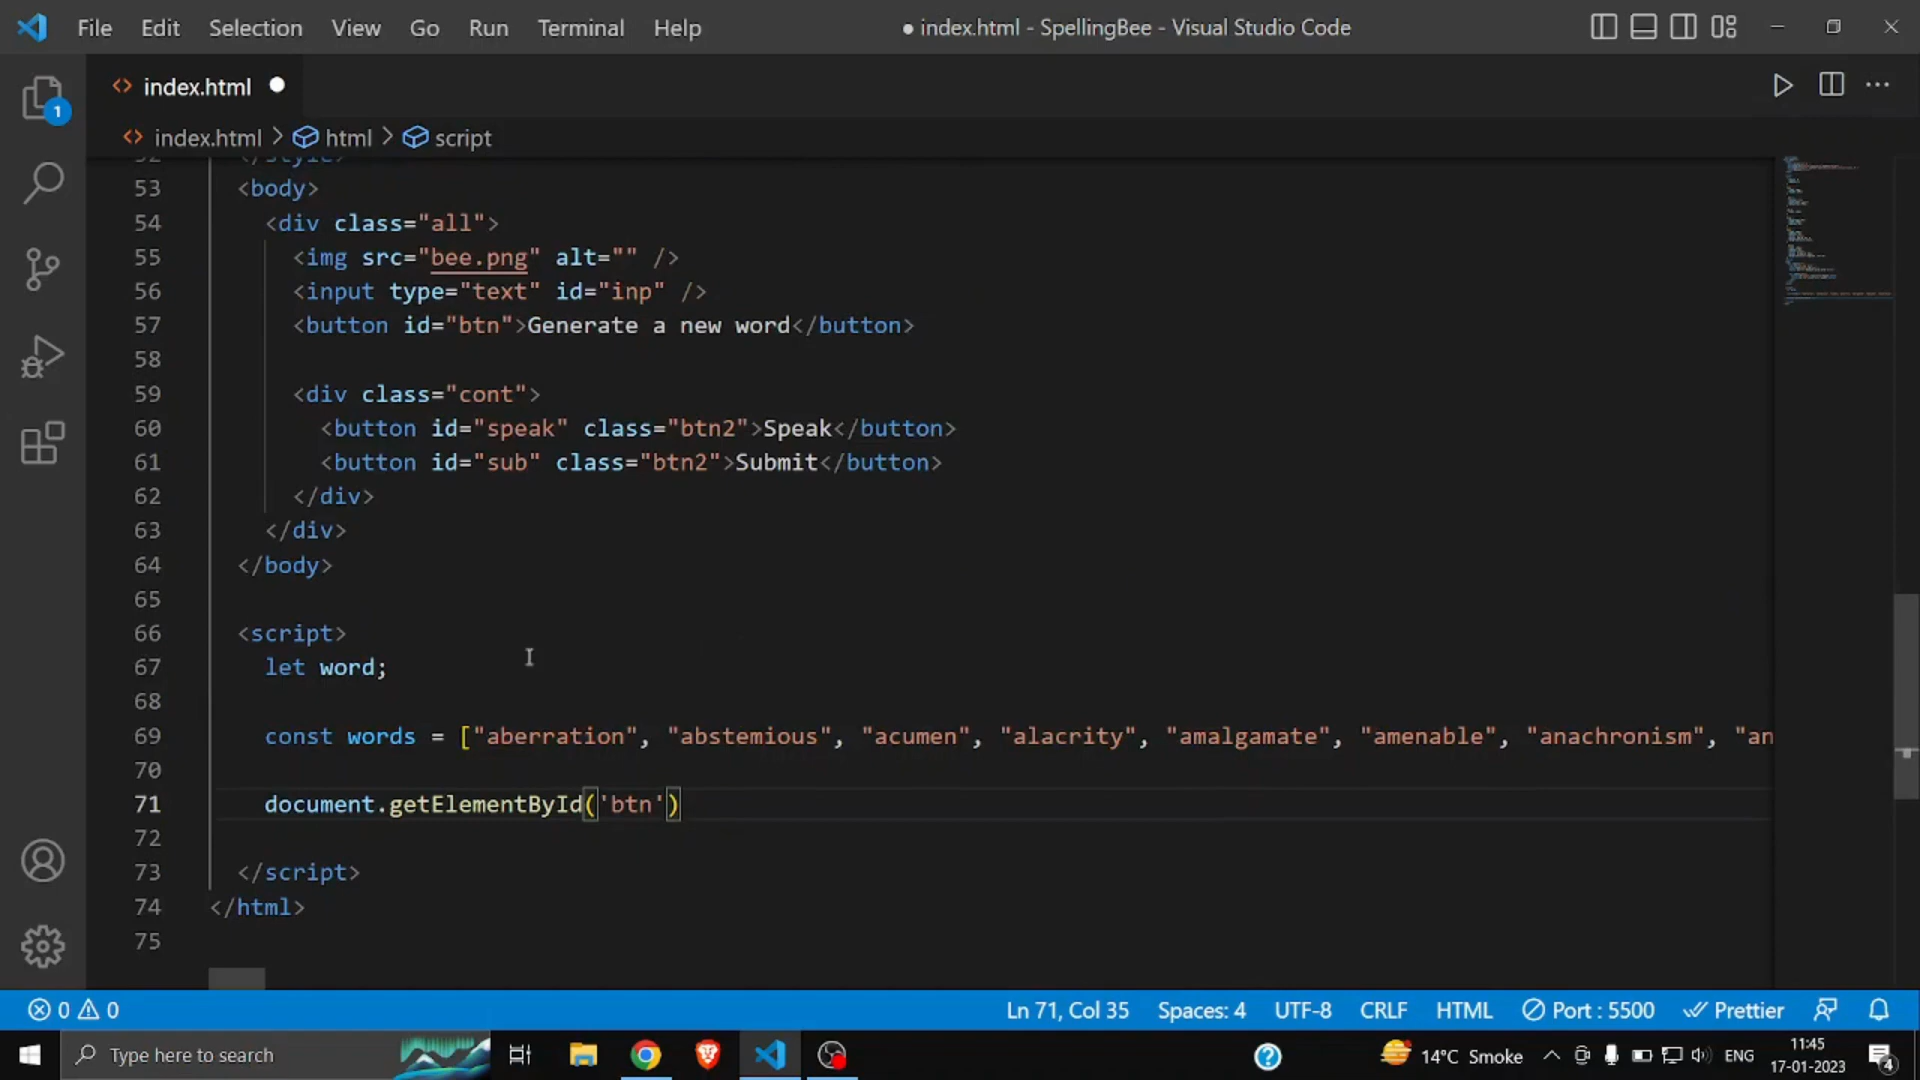 File Edit Selection View Go Run Terminal Help
● index.html - SpellingBee - Visual Studio Code
1
<> index.html ●
<> index.html > html > script
52 </style>
53 <body>
54 <div class="all">
55 <img src="bee.png" alt="" />
56 <input type="text" id="inp" />
57 <button id="btn">Generate a new word</button>
58
59 <div class="cont">
60 <button id="speak" class="btn2">Speak</button>
61 <button id="sub" class="btn2">Submit</button>
62 </div>
63 </div>
64 </body>
65
66 <script>
67 let word;
68
69 const words = ["aberration", "abstemious", "acumen", "alacrity", "amalgamate", "amenable", "anachronism", "an
70
71 document.getElementById('btn')
72
73 </script>
74 </html>
75
0 0 Ln 71, Col 35 Spaces: 4 UTF-8 CRLF HTML Port : 5500 Prettier
Type here to search 14°C Smoke ENG 11:45
17-01-2023 4